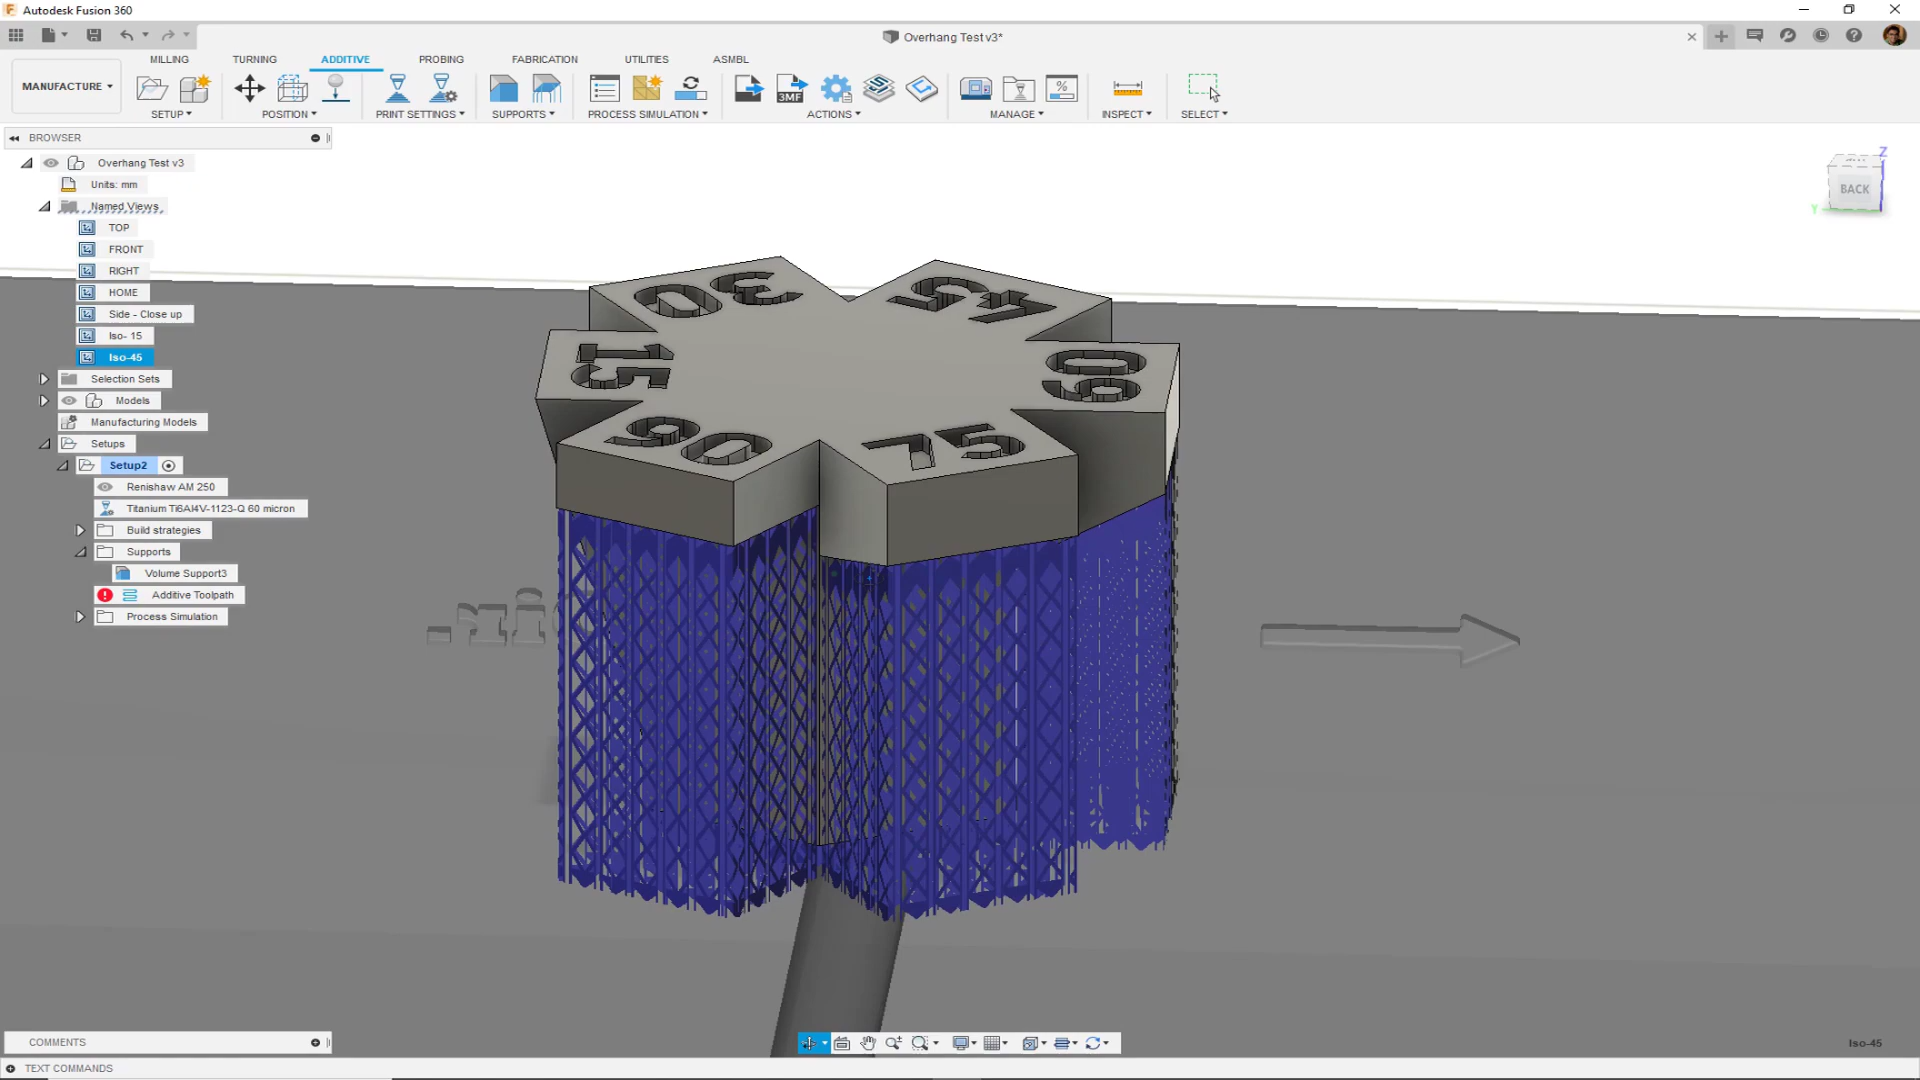 Autodesk Fusion 360
Overhang Test v3*
MILLING
TURNING
ADDITIVE
PROBING
FABRICATION
UTILITIES
ASMBL
MANUFACTURE
SETUP
POSITION
PRINT SETTINGS
SUPPORTS
PROCESS SIMULATION
3MF
ACTIONS
MANAGE
INSPECT
SELECT
BROWSER
Overhang Test v3
Units: mm
Named Views
TOP
FRONT
RIGHT
HOME
Side - Close up
Iso- 15
Iso-45
Selection Sets
Models
Manufacturing Models
Setups
Setup2
Renishaw AM 250
Titanium Ti6Al4V-1123-Q 60 micron
Build strategies
Supports
Volume Support3
Additive Toolpath
Process Simulation
Z
BACK
Y
30
45
15
60
90
75
COMMENTS
Iso-45
TEXT COMMANDS